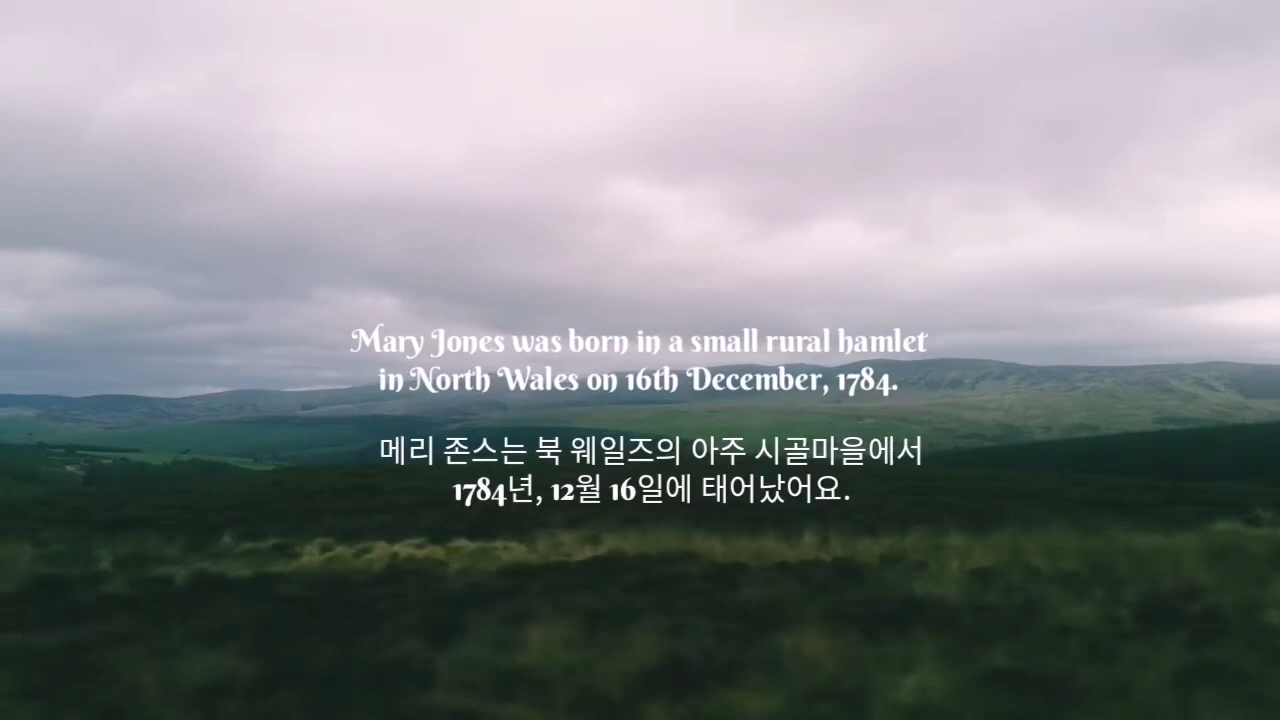 Mary Jones was born in a small rural hamlet
in North Wales on 16th December, 1784.
메리 존스는 북 웨일즈의 아주 시골마을에서
1784년, 12월 16일에 태어났어요.